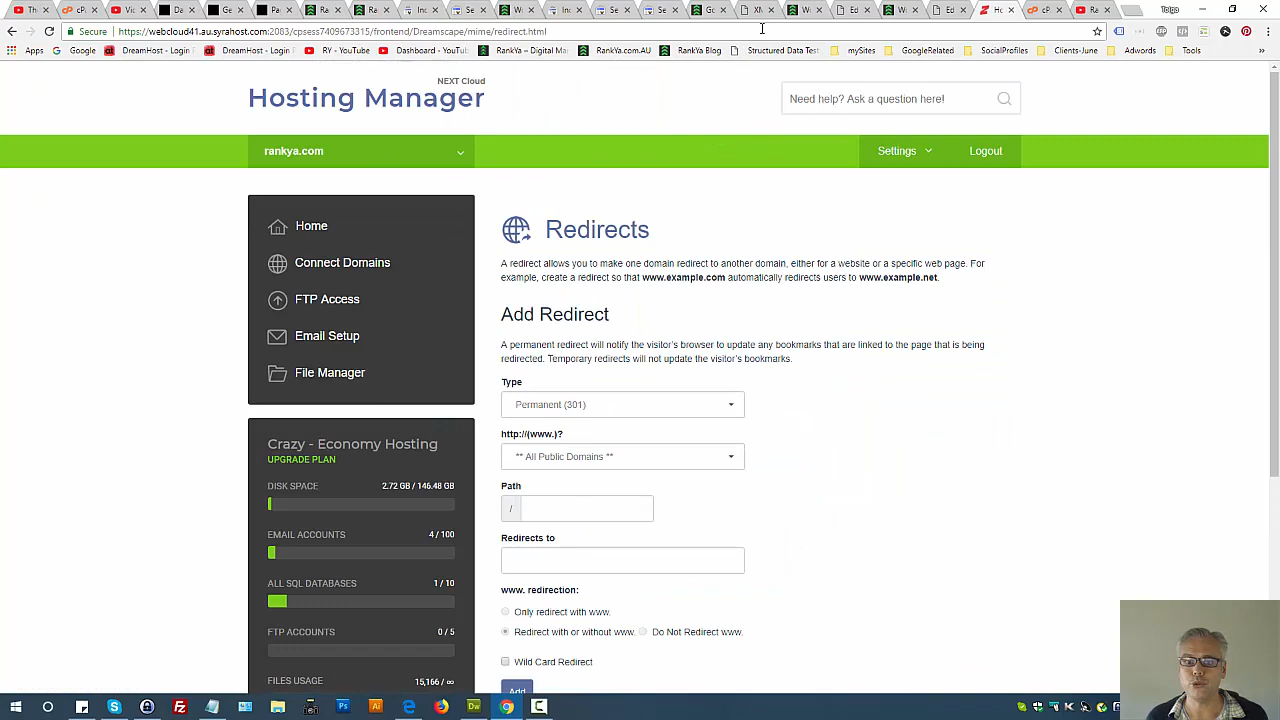 Tolga
Secure https://webcloud41.au.syrahost.com:2083/cpsess7409673315/frontend/Dreamscape/mime/redirect.html
Apps G DreamHost - Login DreamHost - Login RY - YouTube Dashboard - YouTube RankYa – Digital Mar RankYa.com.AU RankYa Blog Structured Data Test mySites GoogleRelated SocialProfiles Clients-June Adwords Tools
NEXT Cloud
Hosting Manager
Need help? Ask a question here!
rankya.com
Settings
Logout
Home
Connect Domains
FTP Access
Email Setup
File Manager
Crazy - Economy Hosting
UPGRADE PLAN
DISK SPACE 2.72 GB / 146.48 GB
EMAIL ACCOUNTS 4 / 100
ALL SQL DATABASES 1 / 10
FTP ACCOUNTS 0 / 5
FILES USAGE 15,166 / ∞
Redirects
A redirect allows you to make one domain redirect to another domain, either for a website or a specific web page. For
example, create a redirect so that www.example.com automatically redirects users to www.example.net.
Add Redirect
A permanent redirect will notify the visitor's browser to update any bookmarks that are linked to the page that is being
redirected. Temporary redirects will not update the visitor's bookmarks.
Type
Permanent (301)
http://(www.)?
** All Public Domains **
Path
/
Redirects to
www. redirection:
Only redirect with www.
Redirect with or without www. Do Not Redirect www.
Wild Card Redirect
Add